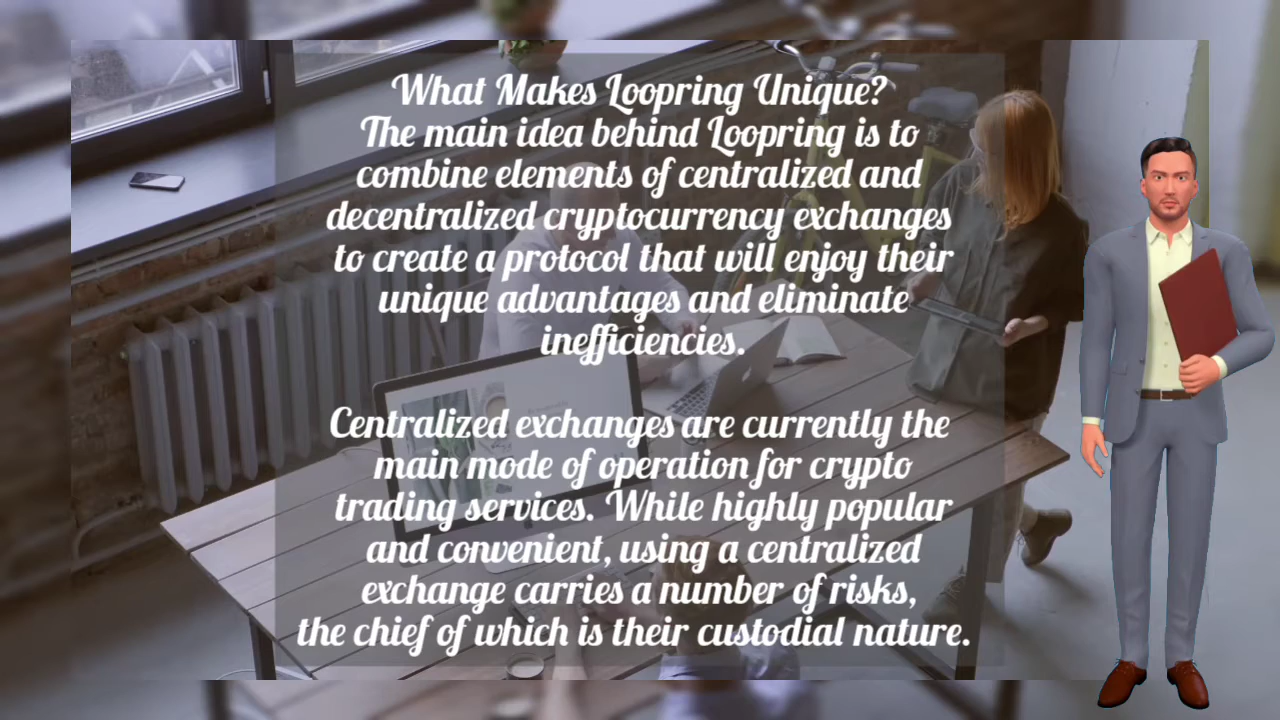 What Makes Loopring Unique?
The main idea behind Loopring is to
combine elements of centralized and
decentralized cryptocurrency exchanges
to create a protocol that will enjoy their
unique advantages and eliminate
inefficiencies.
Centralized exchanges are currently the
main mode of operation for crypto
trading services. While highly popular
and convenient, using a centralized
exchange carries a number of risks,
the chief of which is their custodial nature.